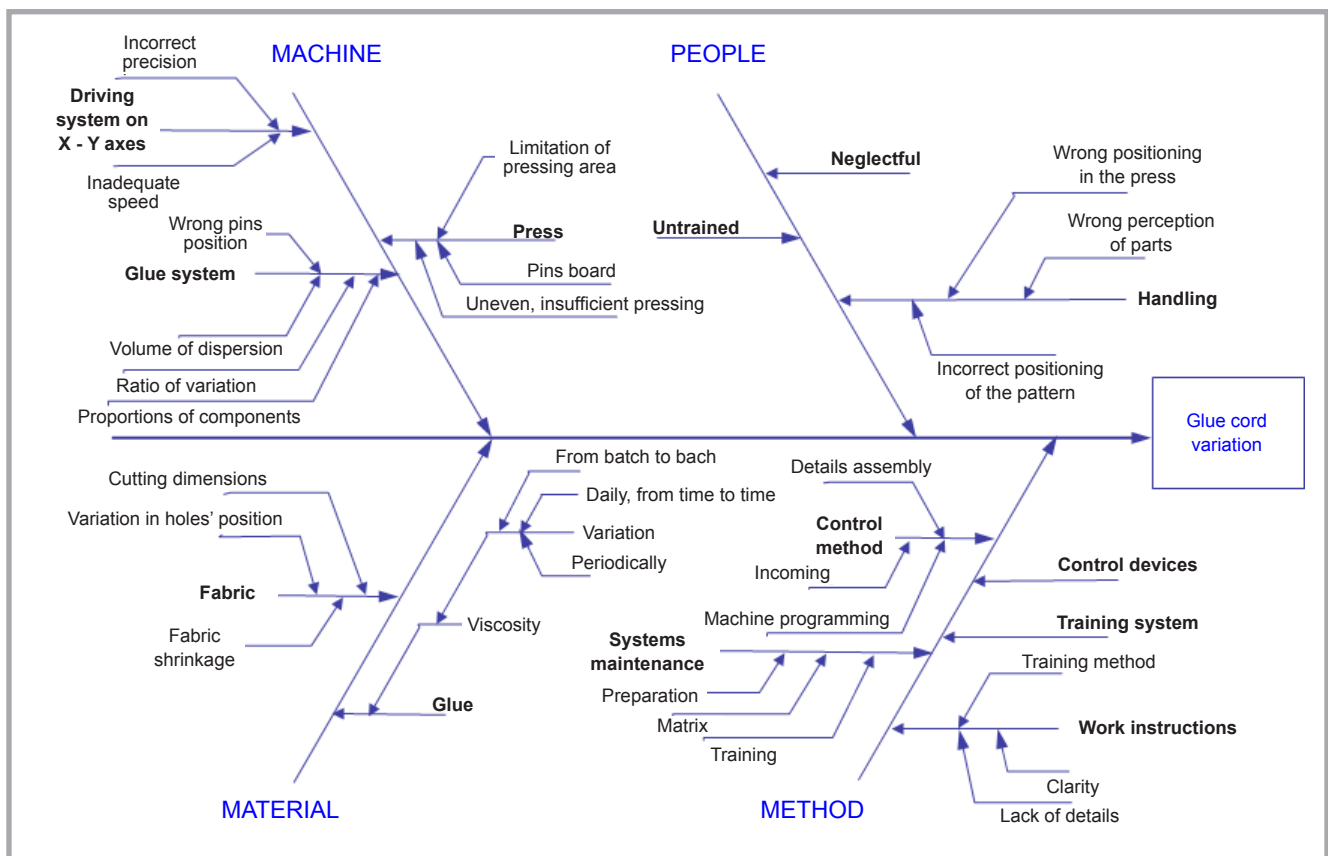 MACHINE
Incorrect
precision
Driving
system on
X - Y axes
Inadequate
speed
Wrong pins
position
Glue system
Volume of dispersion
Ratio of variation
Proportions of components
Limitation of
pressing area
Press
Pins board
Uneven, insufficient pressing
PEOPLE
Neglectful
Untrained
Wrong positioning
in the press
Wrong perception
of parts
Handling
Incorrect positioning
of the pattern
Glue cord
variation
Cutting dimensions
Variation in holes’ position
Fabric
Fabric
shrinkage
From batch to bach
Daily, from time to time
Variation
Periodically
Viscosity
Glue
MATERIAL
Details assembly
Control
method
Incoming
Machine programming
Control devices
Training system
Systems
maintenance
Preparation
Matrix
Training
Training method
Work instructions
Clarity
Lack of details
METHOD